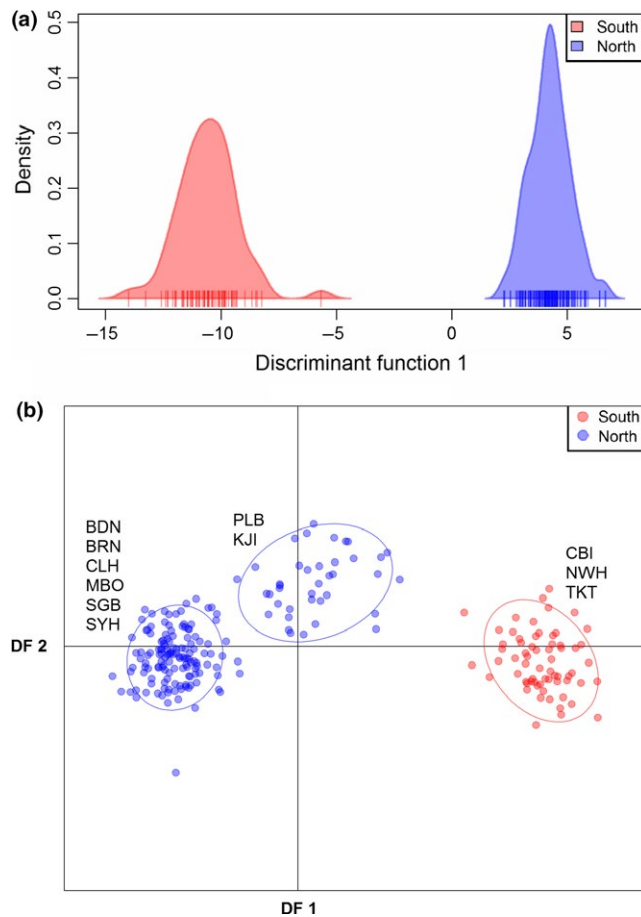 (a)
South
North
0.5
0.4
0.3
0.2
0.1
0.0
Density
−15
−10
−5
0
5
Discriminant function 1
(b)
South
North
BDN
BRN
CLH
MBO
SGB
SYH
PLB
KJI
CBI
NWH
TKT
DF 2
DF 1